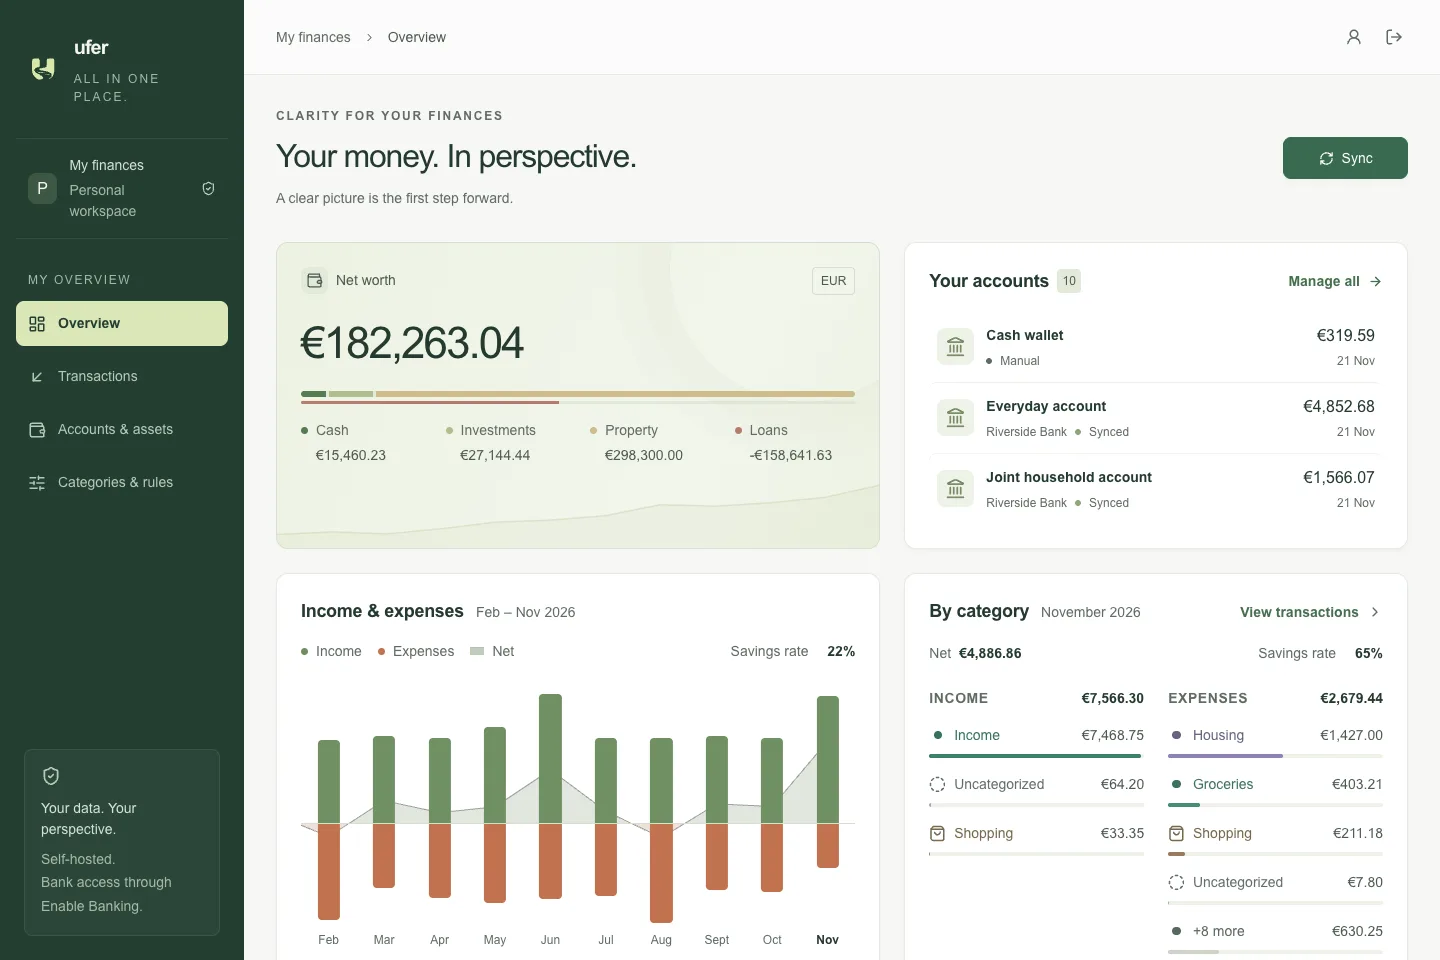 ufer
ALL IN ONE
PLACE.
P
My finances
Personal
workspace
MY OVERVIEW
Overview
Transactions
Accounts & assets
Categories & rules
Your data. Your
perspective.
Self-hosted.
Bank access through
Enable Banking.
My finances > Overview
CLARITY FOR YOUR FINANCES
Your money. In perspective.
A clear picture is the first step forward.
Sync
Net worth
EUR
€182,263.04
Cash Investments Property Loans
€15,460.23 €27,144.44 €298,300.00 -€158,641.63
Your accounts 10
Manage all
Cash wallet €319.59
Manual 21 Nov
Everyday account €4,852.68
Riverside Bank • Synced 21 Nov
Joint household account €1,566.07
Riverside Bank • Synced 21 Nov
Income & expenses Feb – Nov 2026
Income Expenses Net
Savings rate 22%
Feb Mar Apr May Jun Jul Aug Sept Oct Nov
By category November 2026
View transactions
Net €4,886.86
Savings rate 65%
INCOME €7,566.30
Income €7,468.75
Uncategorized €64.20
Shopping €33.35
EXPENSES €2,679.44
Housing €1,427.00
Groceries €403.21
Shopping €211.18
Uncategorized €7.80
+8 more €630.25